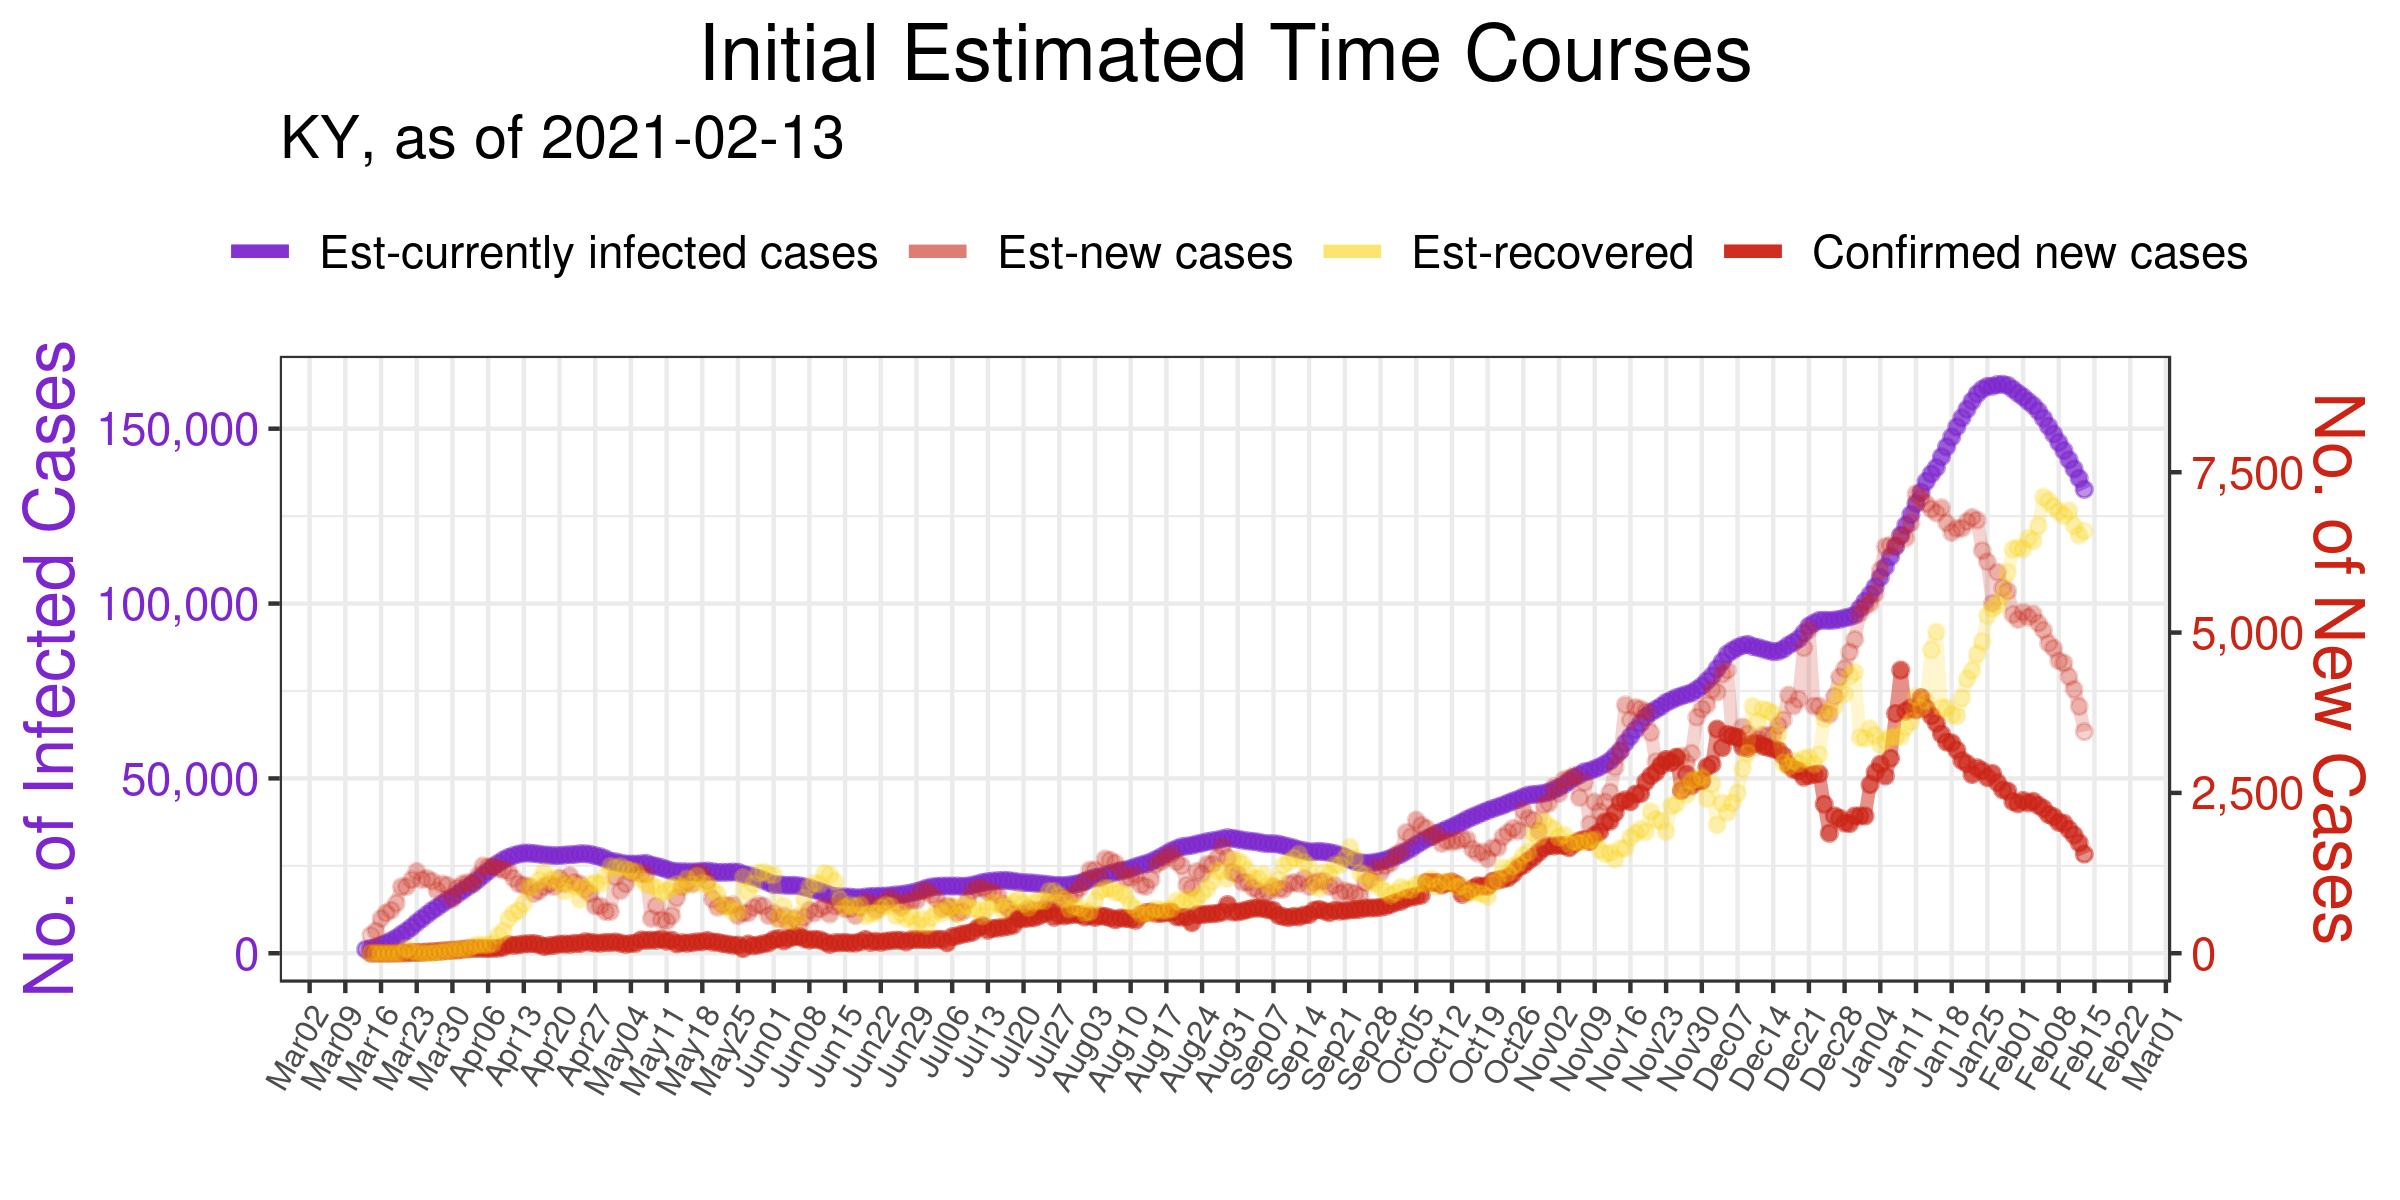 Initial Estimated Time Courses
KY, as of 2021-02-13
Est-currently infected cases Est-new cases Est-recovered Confirmed new cases
No. of Infected Cases
150,000
100,000
50,000
0
7,500
5,000
2,500
0
No. of New Cases
Mar02 Mar09 Mar16 Mar23 Mar30 Apr06 Apr13 Apr20 Apr27 May04 May11 May18 May25 Jun01 Jun08 Jun15 Jun22 Jun29 Jul06 Jul13 Jul20 Jul27 Aug03 Aug10 Aug17 Aug24 Aug31 Sep07 Sep14 Sep21 Sep28 Oct05 Oct12 Oct19 Oct26 Nov02 Nov09 Nov16 Nov23 Nov30 Dec07 Dec14 Dec21 Dec28 Jan04 Jan11 Jan18 Jan25 Feb01 Feb08 Feb15 Feb22 Mar01